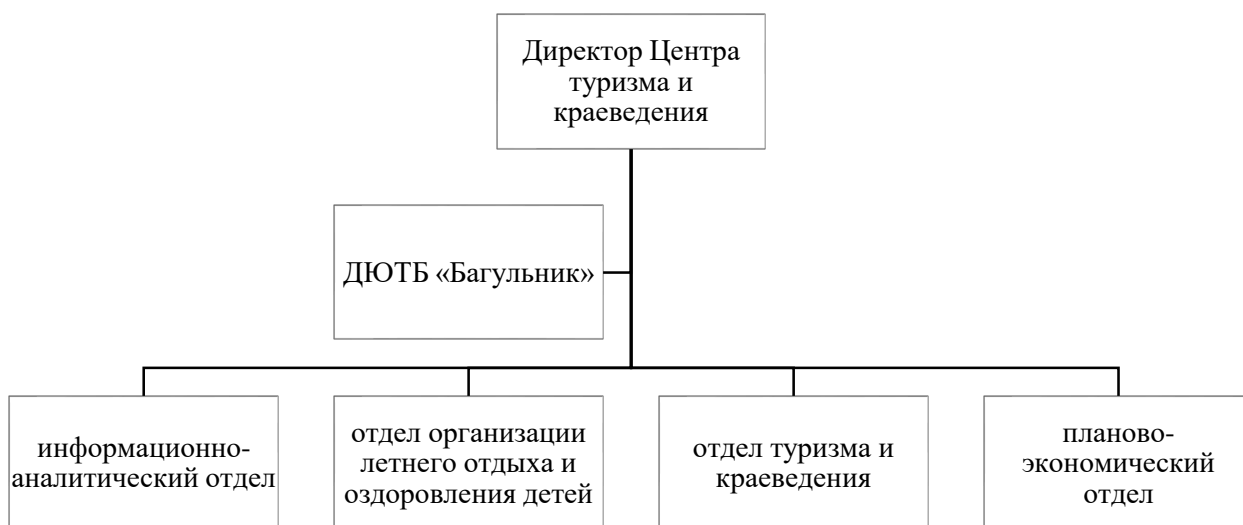 Директор Центра
туризма и
краеведения
ДЮТБ «Багульник»
информационно-
аналитический отдел
отдел организации
летнего отдыха и
оздоровления детей
отдел туризма и
краеведения
планово-
экономический
отдел